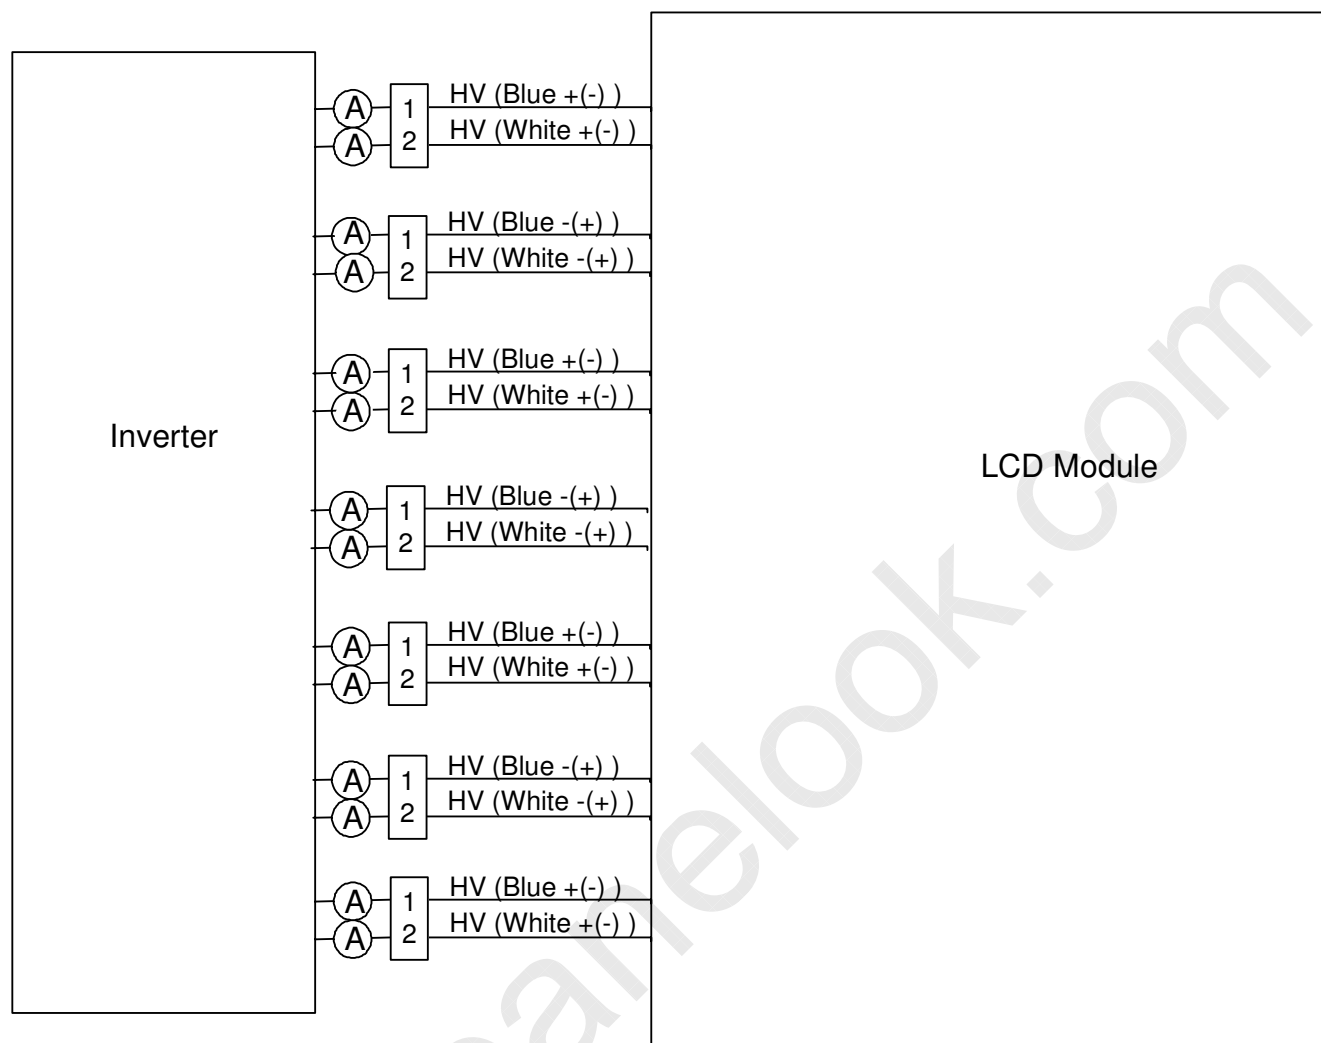 A 1 HV (Blue +(-) )
A 2 HV (White +(-) )
A 1 HV (Blue -(+) )
A 2 HV (White -(+) )
A 1 HV (Blue +(-) )
A 2 HV (White +(-) )
Inverter
LCD Module
A 1 HV (Blue -(+) )
A 2 HV (White -(+) )
A 1 HV (Blue +(-) )
A 2 HV (White +(-) )
A 1 HV (Blue -(+) )
A 2 HV (White -(+) )
A 1 HV (Blue +(-) )
A 2 HV (White +(-) )
anelook.com